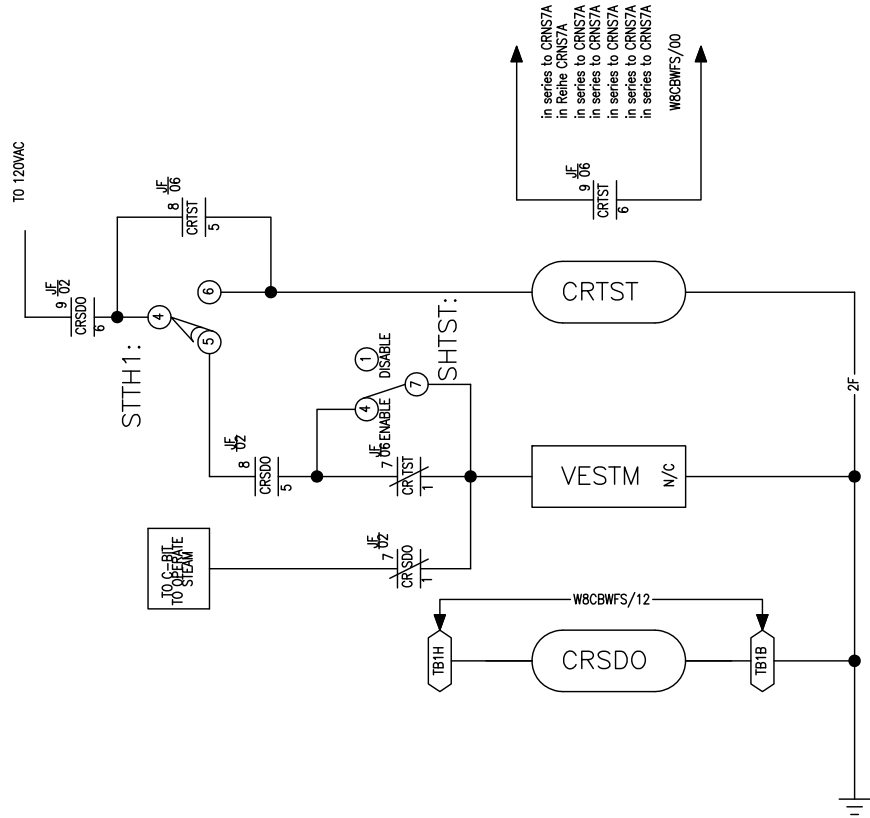 TO 120VAC
JF
02
9
CRSDO
6
JF
06
8
CRTST
5
STTH1:
4
5
6
in series to CRNS7A
in Reihe CRNS7A
in series to CRNS7A
in series to CRNS7A
in series to CRNS7A
in series to CRNS7A
in series to CRNS7A
W8CBWFS/00
JF
06
9
CRTST
6
JF
02
8
CRSDO
5
1
DISABLE
SHTST:
4
ENABLE
7
JF
06
7
CRTST
1
TO C-BIT
TO OPERATE
STEAM
JF
02
7
CRSDO
1
CRTST
VESTM
N/C
2F
W8CBWFS/12
TB1H
CRSDO
TB1B